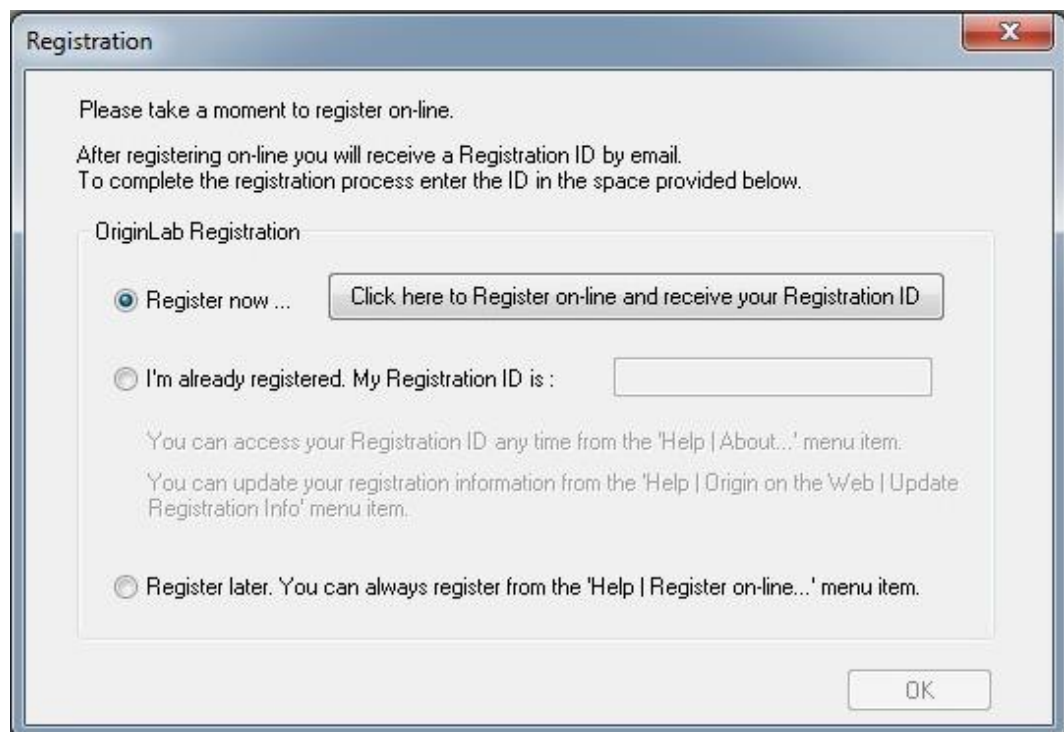 Registration
Please take a moment to register on-line.
After registering on-line you will receive a Registration ID by email.
To complete the registration process enter the ID in the space provided below.
OriginLab Registration
Register now ...
Click here to Register on-line and receive your Registration ID
I'm already registered. My Registration ID is :
You can access your Registration ID any time from the 'Help | About...' menu item.
You can update your registration information from the 'Help | Origin on the Web | Update
Registration Info' menu item.
Register later. You can always register from the 'Help | Register on-line...' menu item.
OK